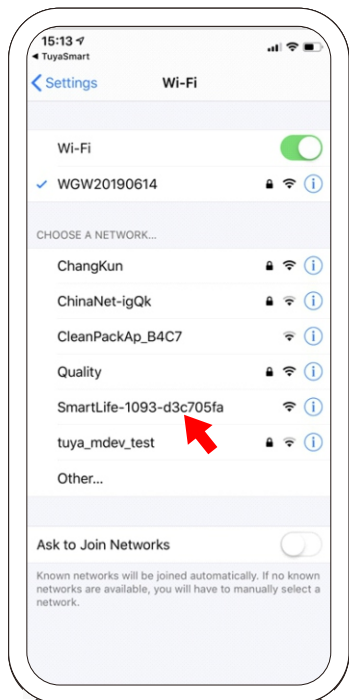 15:13
◀ TuyaSmart
Settings
Wi-Fi
Wi-Fi
WGW20190614
CHOOSE A NETWORK...
ChangKun
ChinaNet-igQk
CleanPackAp_B4C7
Quality
SmartLife-1093-d3c705fa
tuya_mdev_test
Other...
Ask to Join Networks
Known networks will be joined automatically. If no known
networks are available, you will have to manually select a
network.